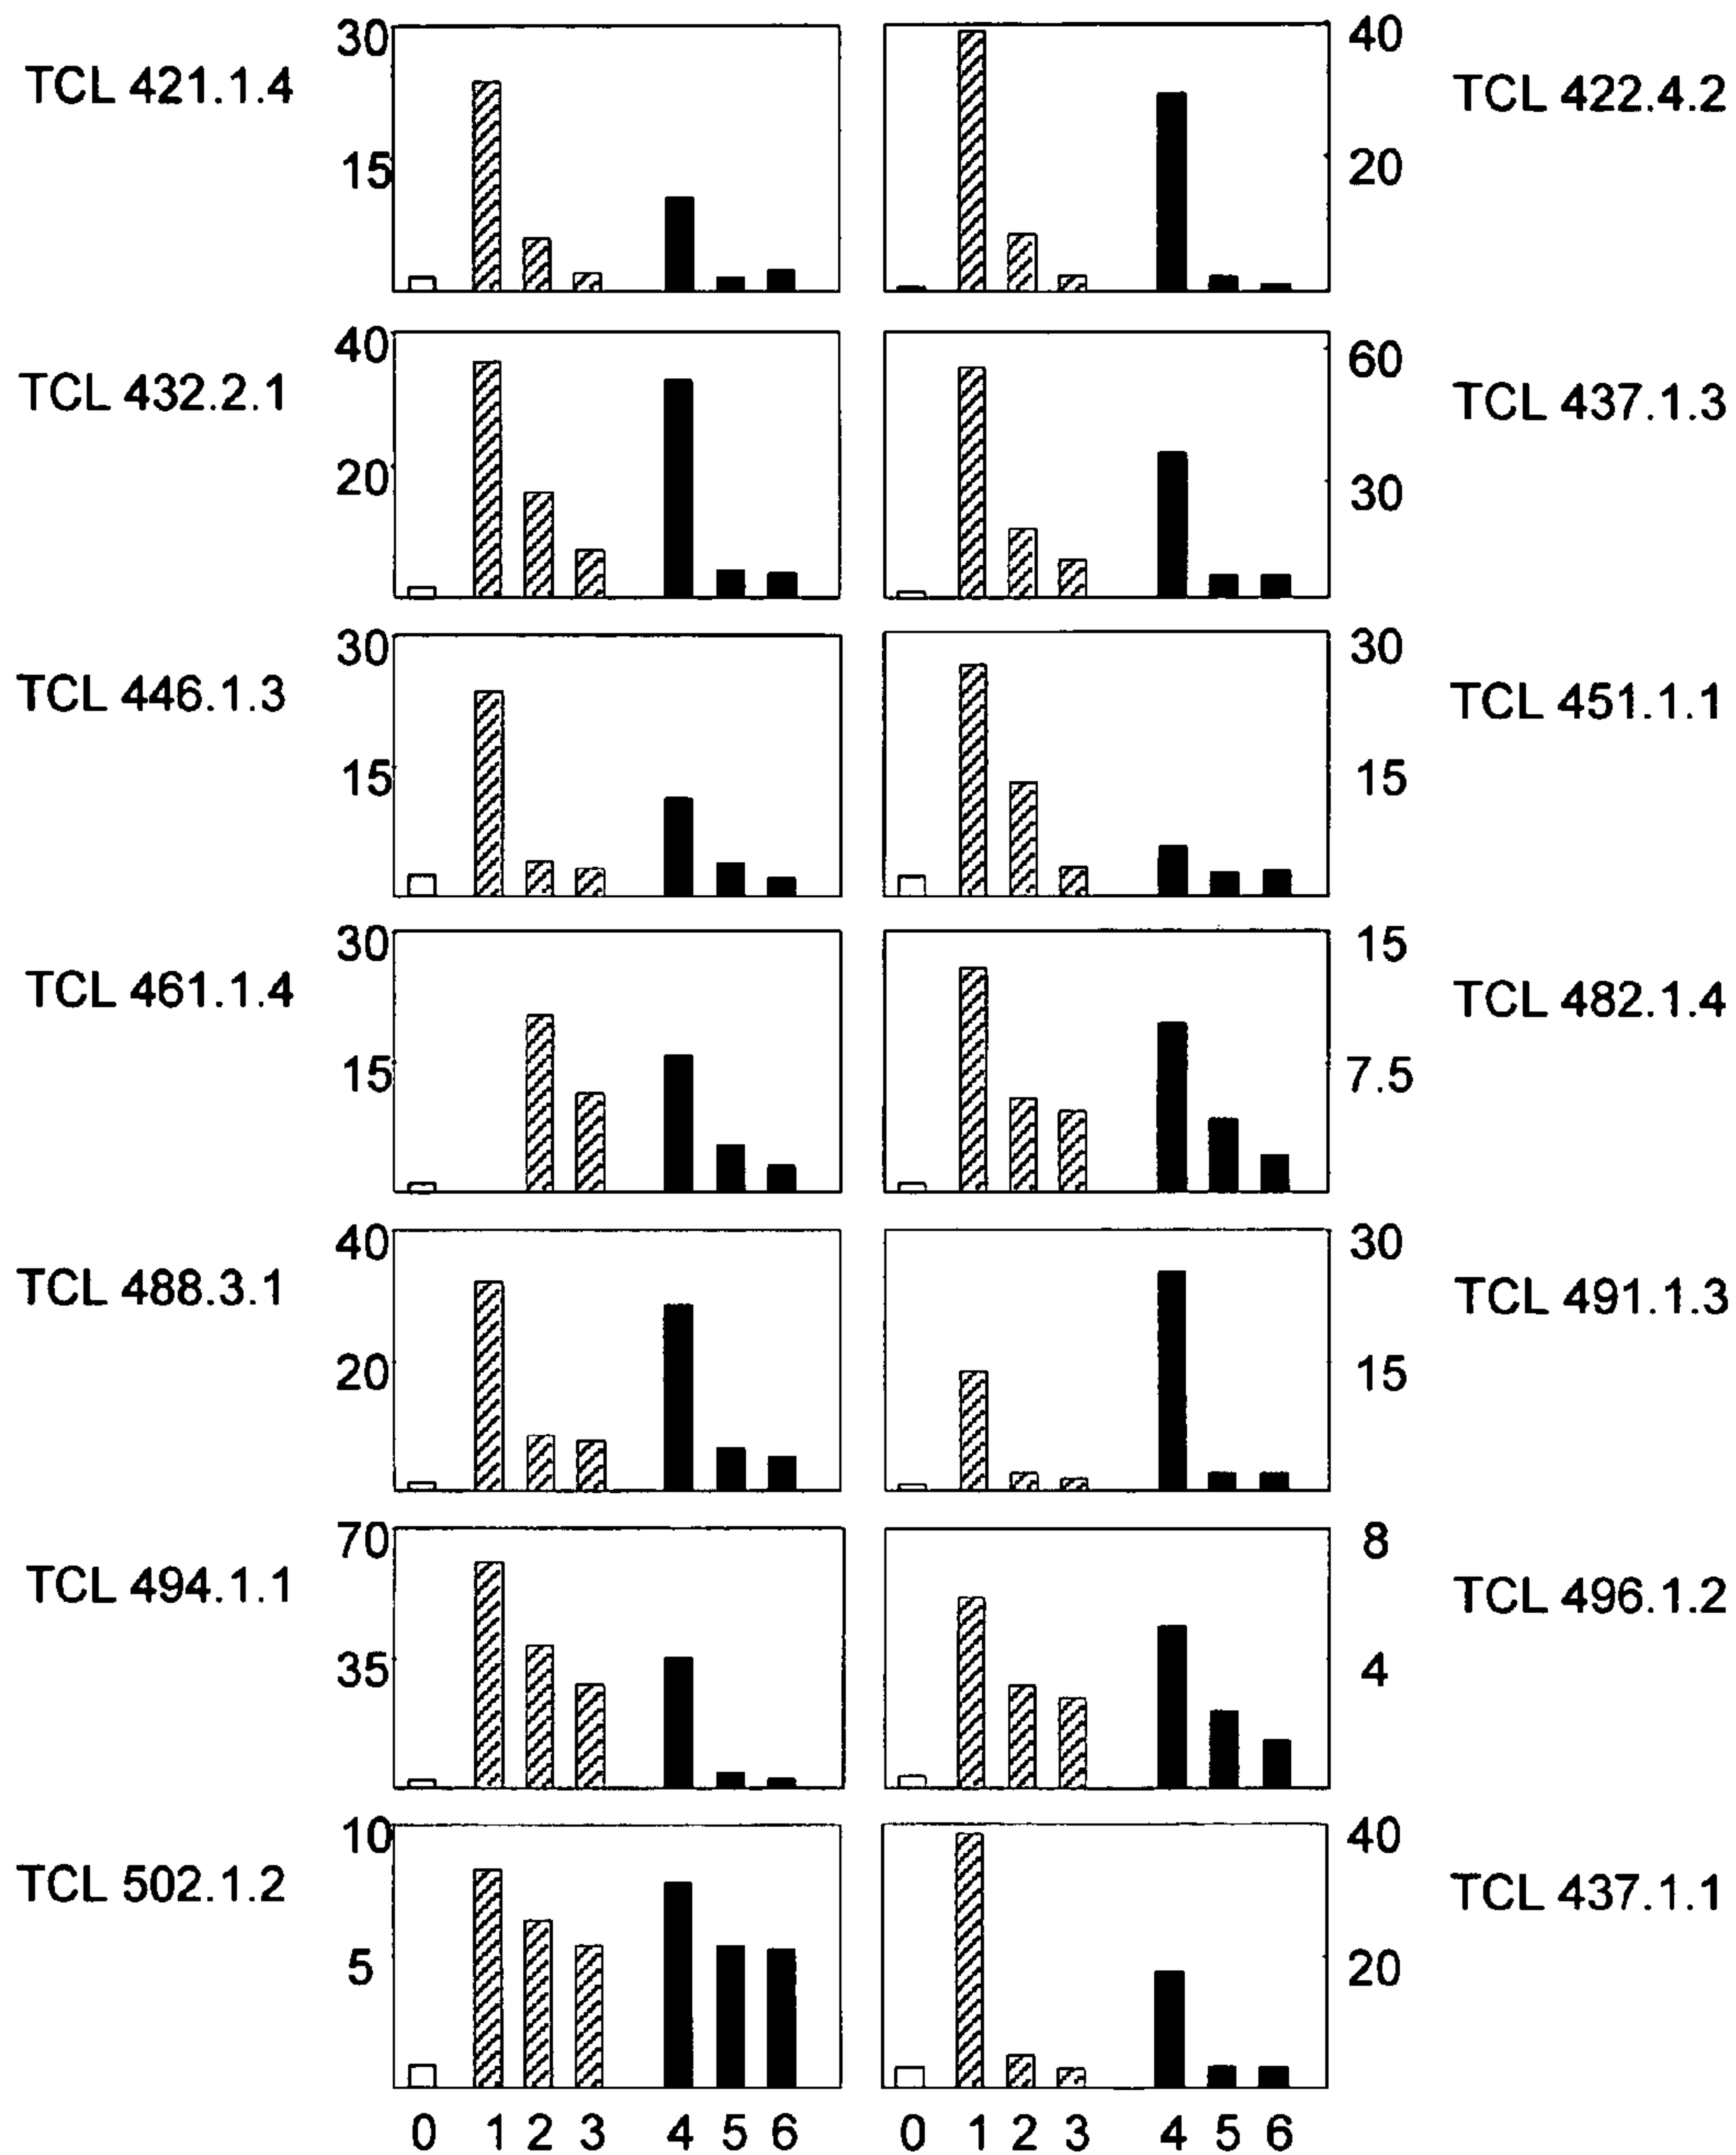 30
40
TCL 421.1.4
TCL 422.4.2
15
20
40
60
TCL 432.2.1
TCL 437.1.3
20
30
30
30
TCL 446.1.3
TCL 451.1.1
15
15
30
15
TCL 461.1.4
TCL 482.1.4
15
7.5
40
30
TCL 488.3.1
TCL 491.1.3
20
15
70
8
TCL 494.1.1
TCL 496.1.2
35
4
10
40
TCL 502.1.2
TCL 437.1.1
5
20
0 1 2 3 4 5 6
0 1 2 3 4 5 6